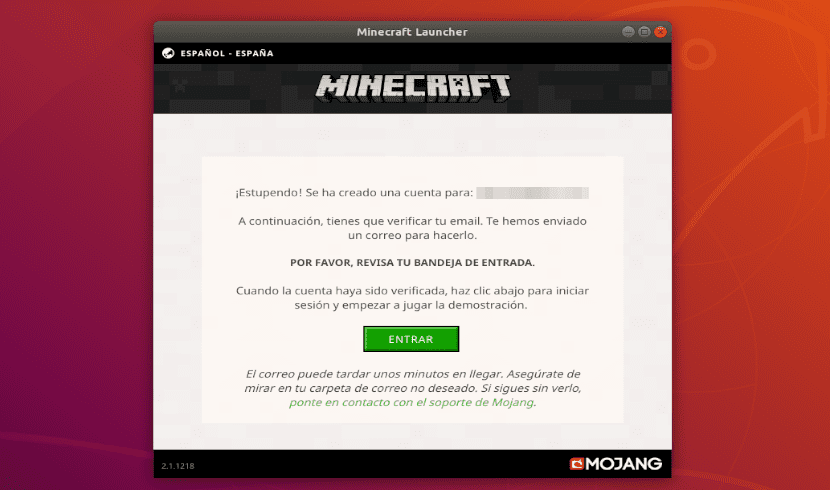 Minecraft Launcher
ESPAÑOL - ESPAÑA
MINECRAFT
¡Estupendo! Se ha creado una cuenta para:
A continuación, tienes que verificar tu email. Te hemos enviado
un correo para hacerlo.
POR FAVOR, REVISA TU BANDEJA DE ENTRADA.
Cuando la cuenta haya sido verificada, haz clic abajo para iniciar
sesión y empezar a jugar la demostración.
ENTRAR
El correo puede tardar unos minutos en llegar. Asegúrate de
mirar en tu carpeta de correo no deseado. Si sigues sin verlo,
ponte en contacto con el soporte de Mojang.
2.1.1218
MOJANG